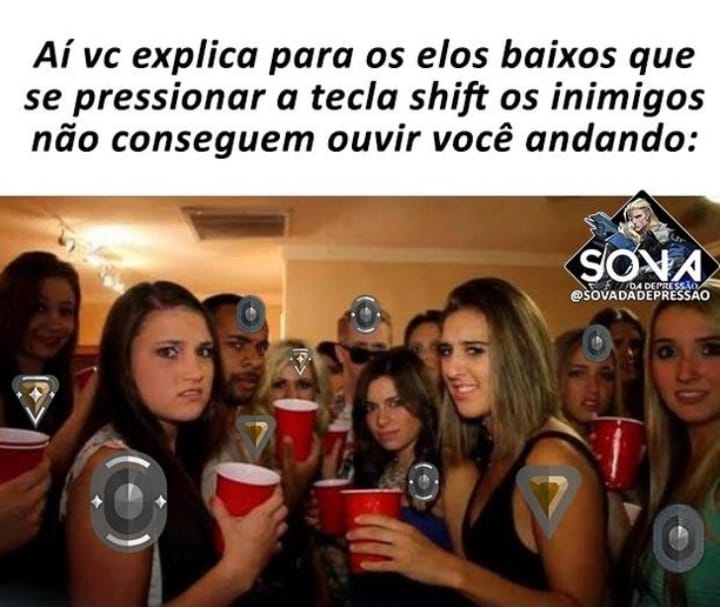 Aí vc explica para os elos baixos que
se pressionar a tecla shift os inimigos
não conseguem ouvir você andando:
SOVA
DA DEPRESSÃO
@SOVADADEPRESSAO